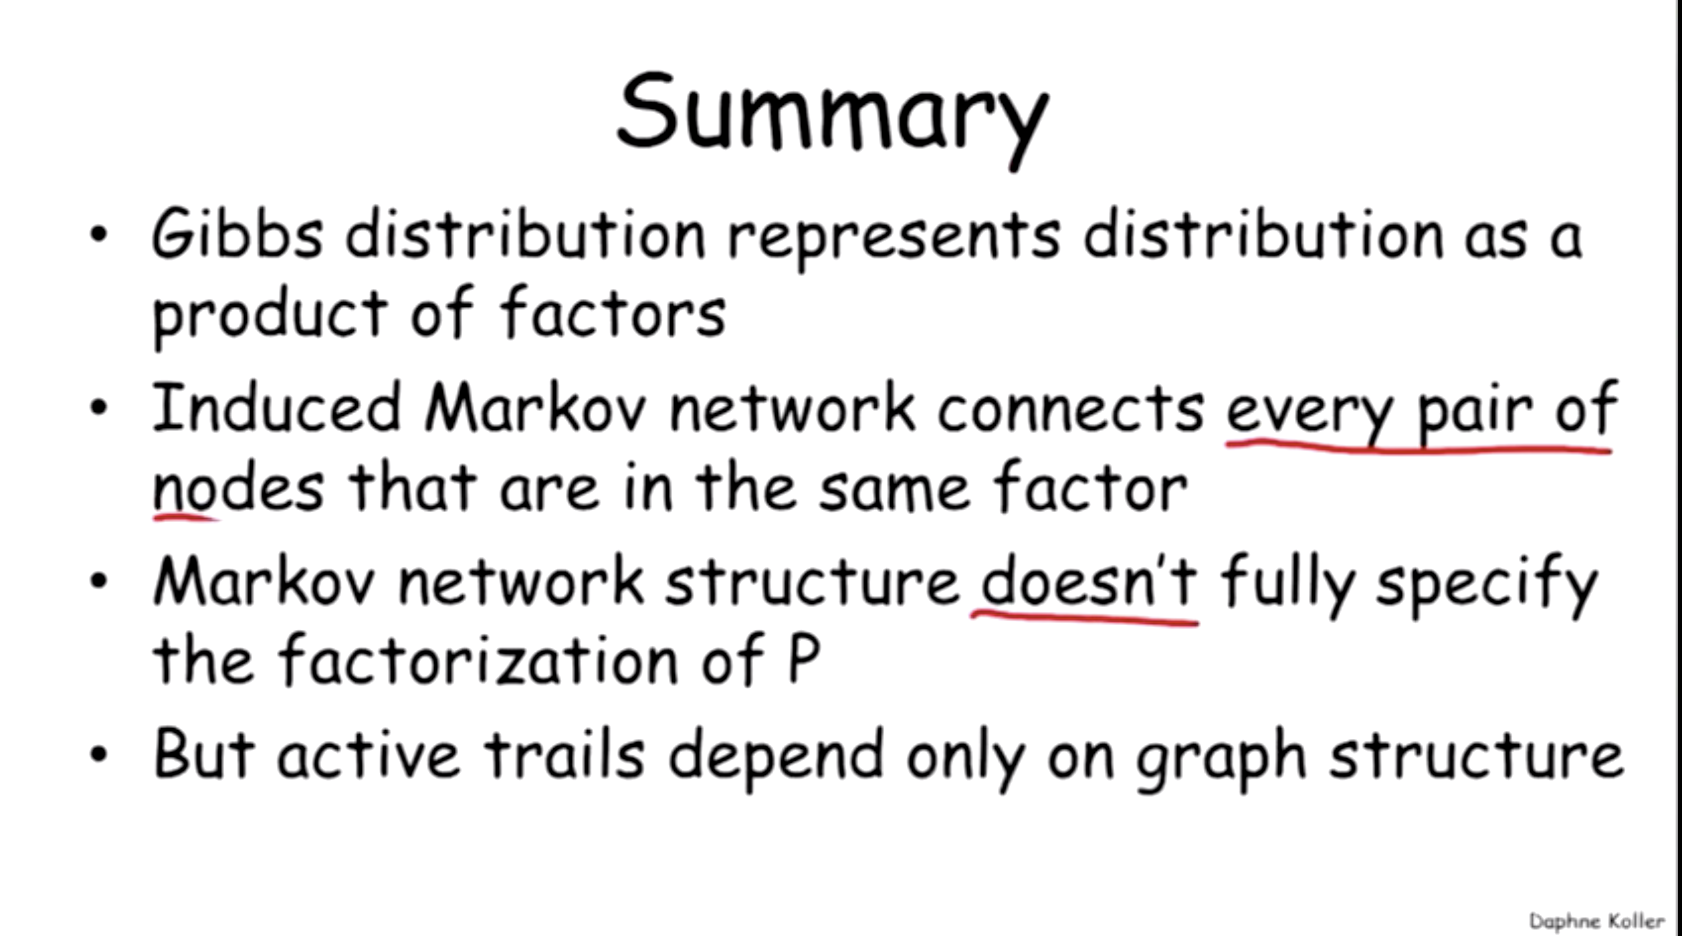 Summary
• Gibbs distribution represents distribution as a
product of factors
• Induced Markov network connects every pair of
nodes that are in the same factor
• Markov network structure doesn't fully specify
the factorization of P
• But active trails depend only on graph structure
Daphne Koller